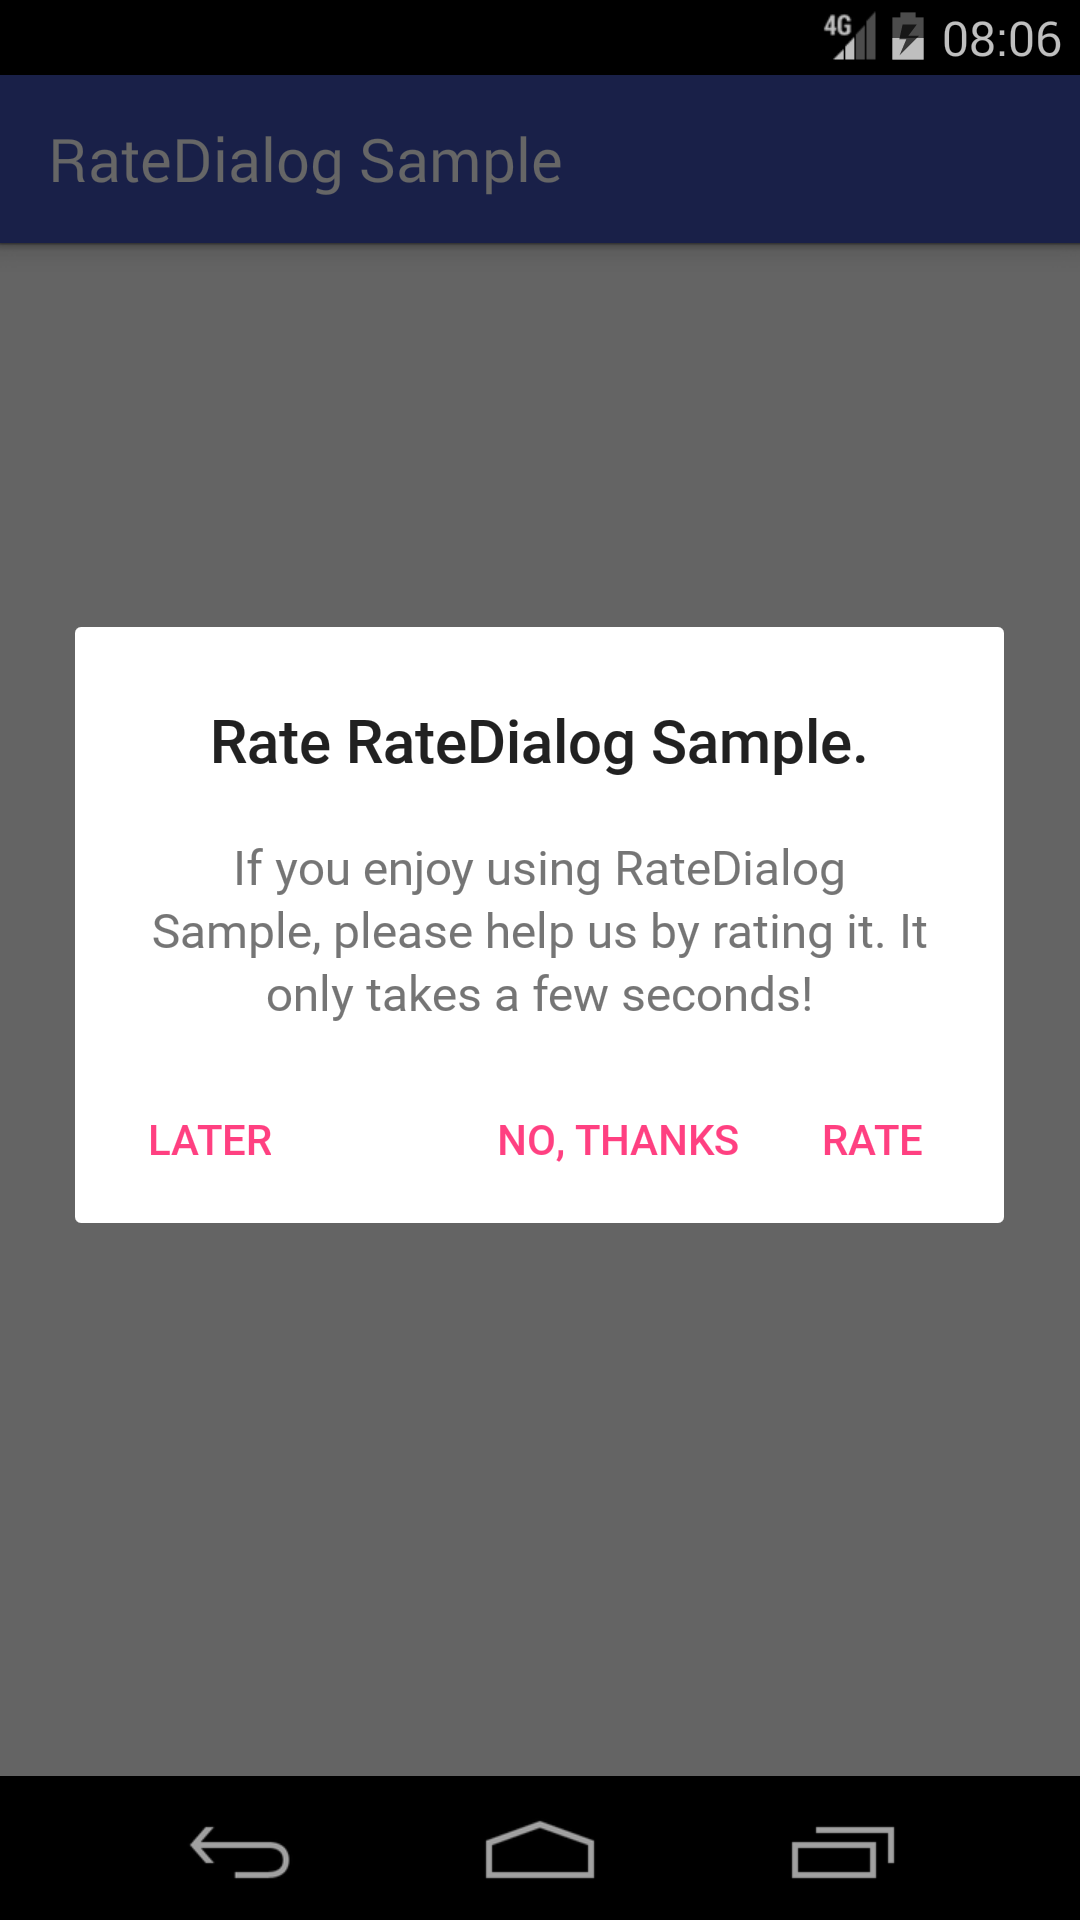 4G 08:06
RateDialog Sample
Rate RateDialog Sample.
If you enjoy using RateDialog
Sample, please help us by rating it. It
only takes a few seconds!
LATER NO, THANKS RATE